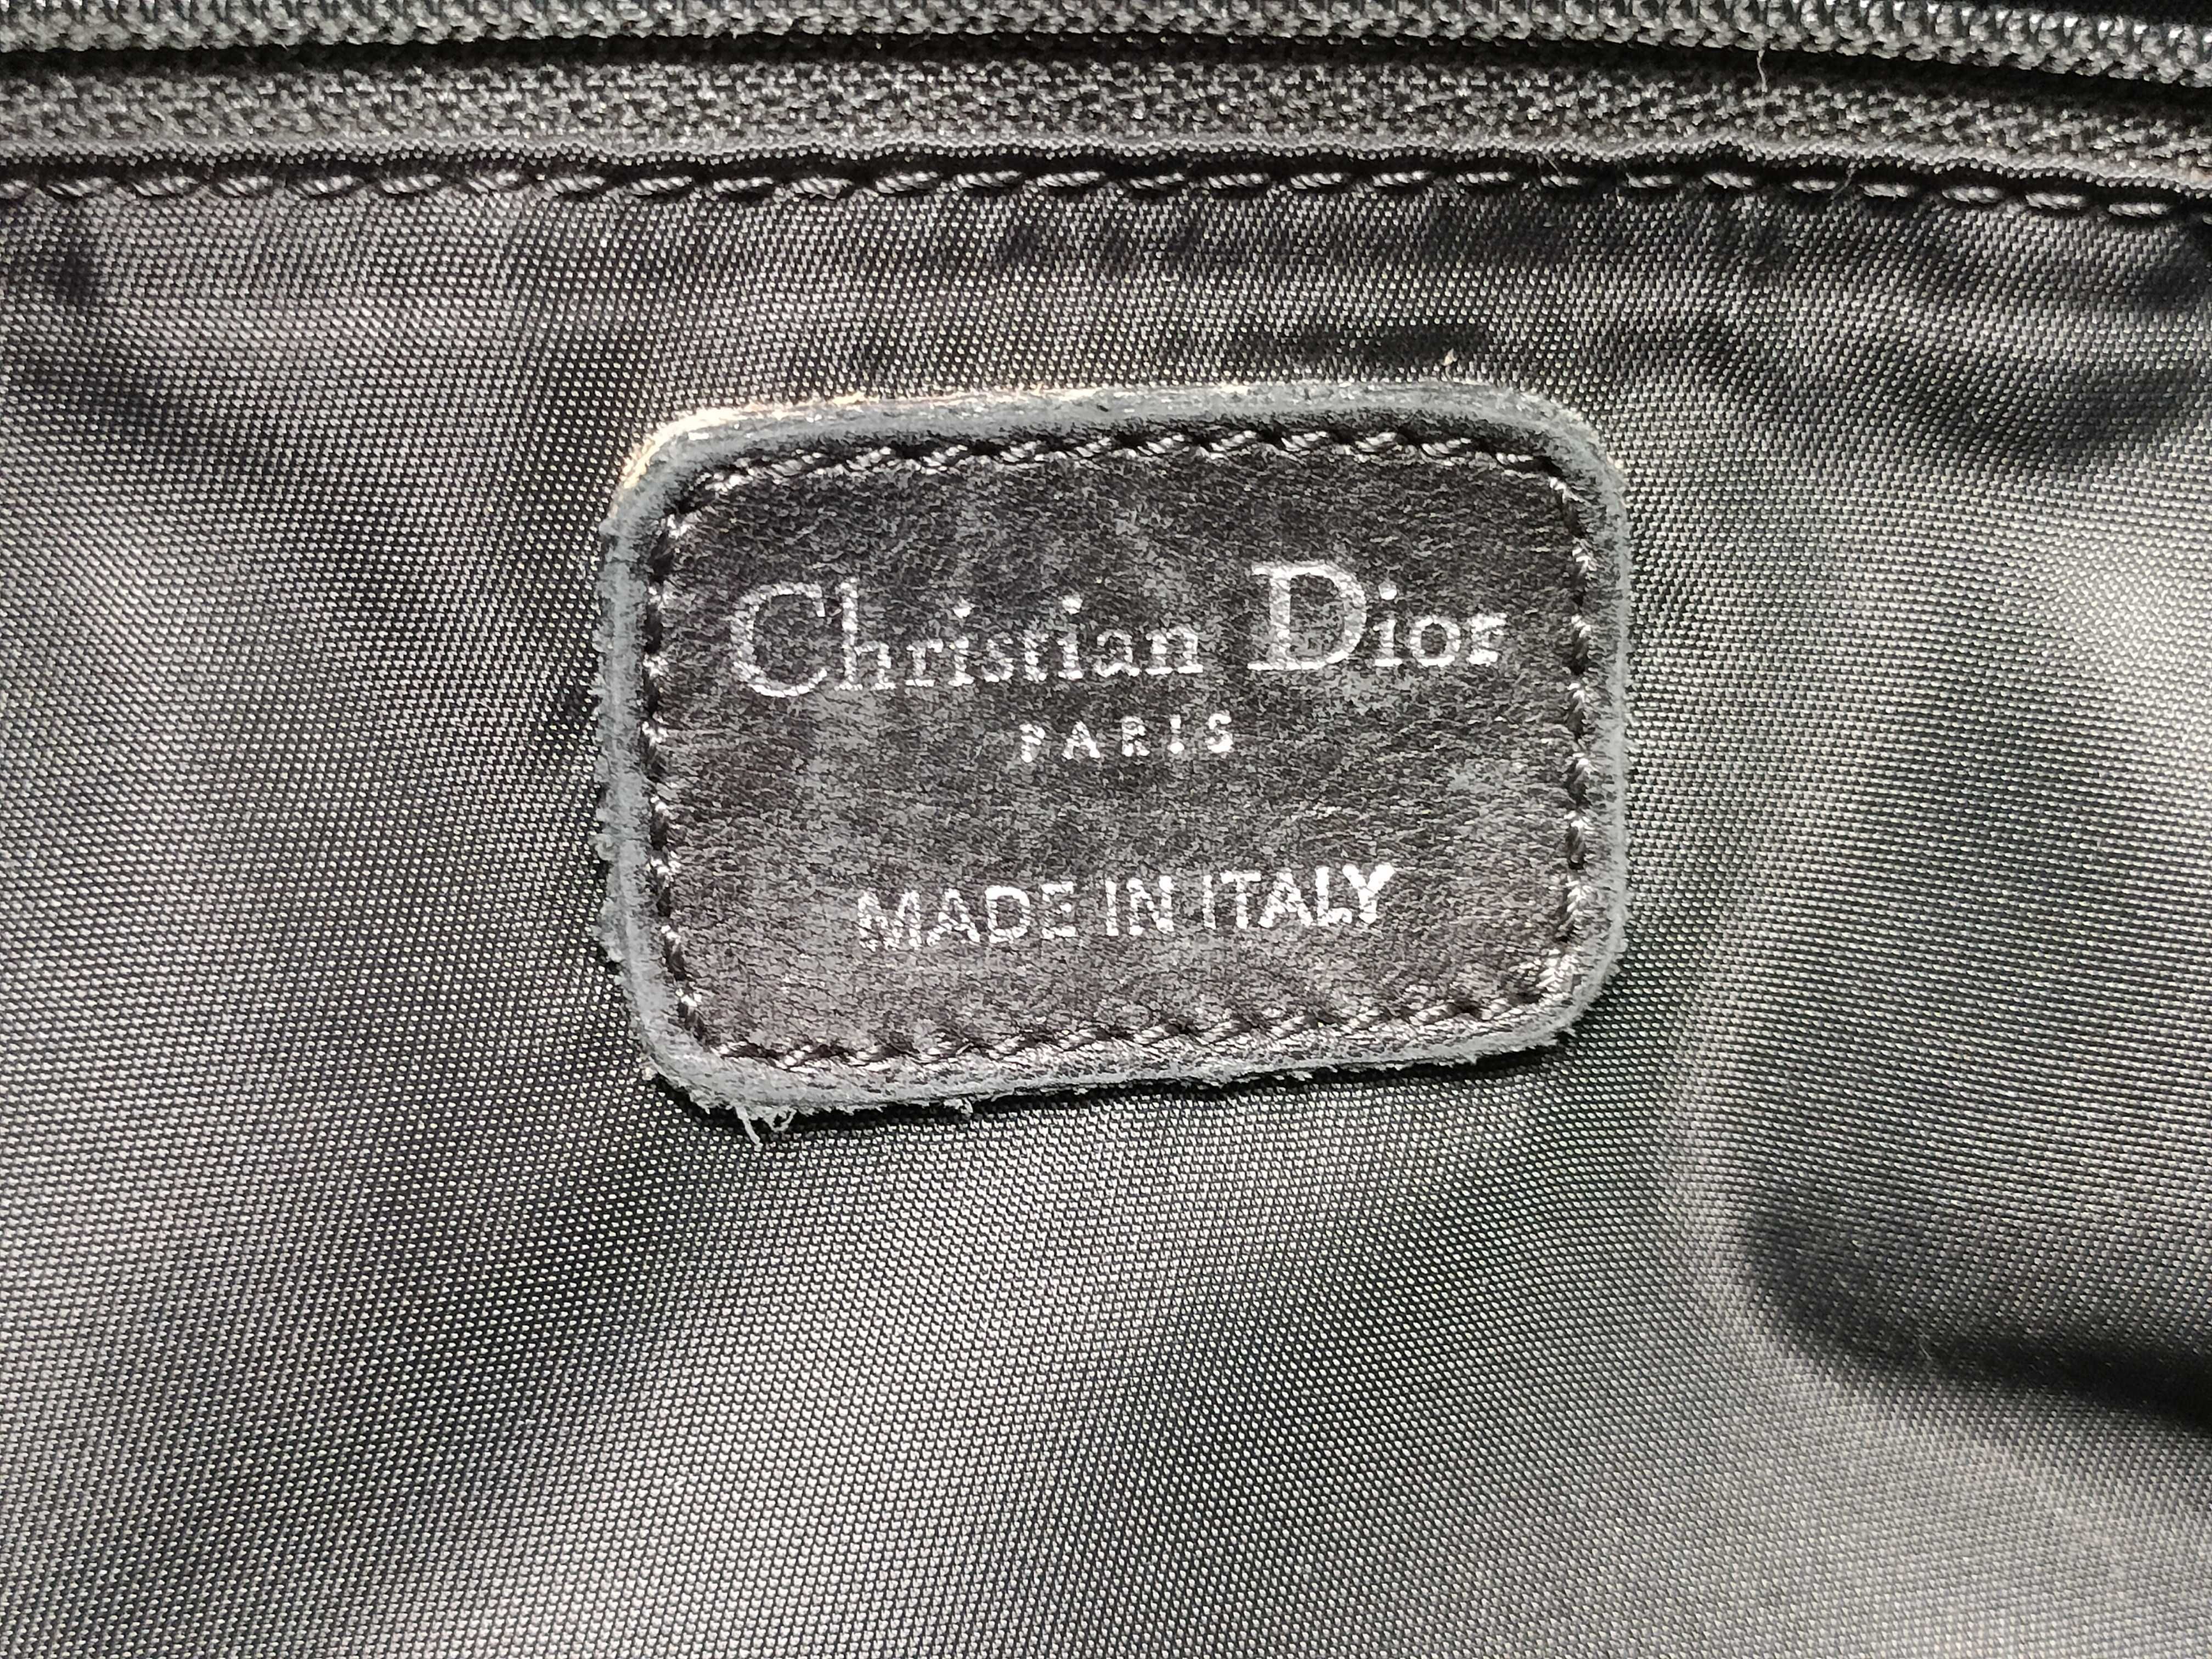 Christian Dior
PARIS
MADE IN ITALY